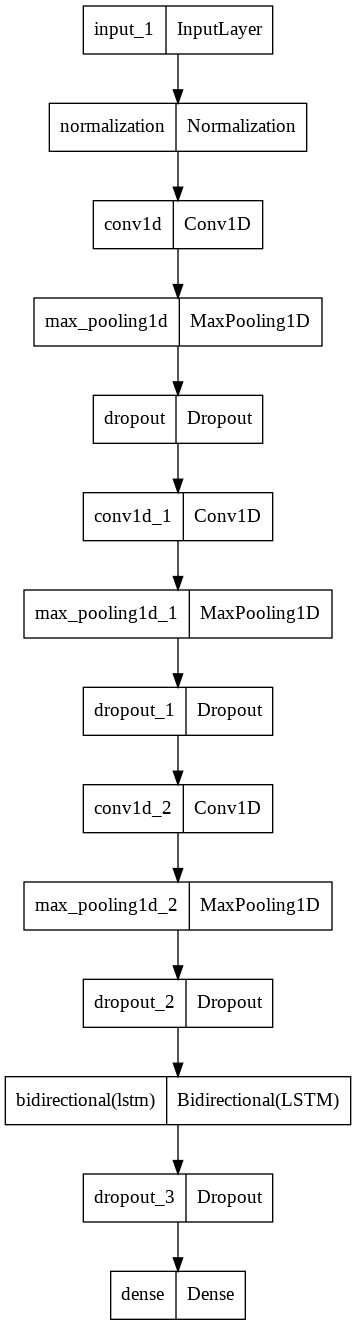 input_1 InputLayer
normalization Normalization
conv1d Conv1D
max_pooling1d MaxPooling1D
dropout Dropout
conv1d_1 Conv1D
max_pooling1d_1 MaxPooling1D
dropout_1 Dropout
conv1d_2 Conv1D
max_pooling1d_2 MaxPooling1D
dropout_2 Dropout
bidirectional(lstm) Bidirectional(LSTM)
dropout_3 Dropout
dense Dense